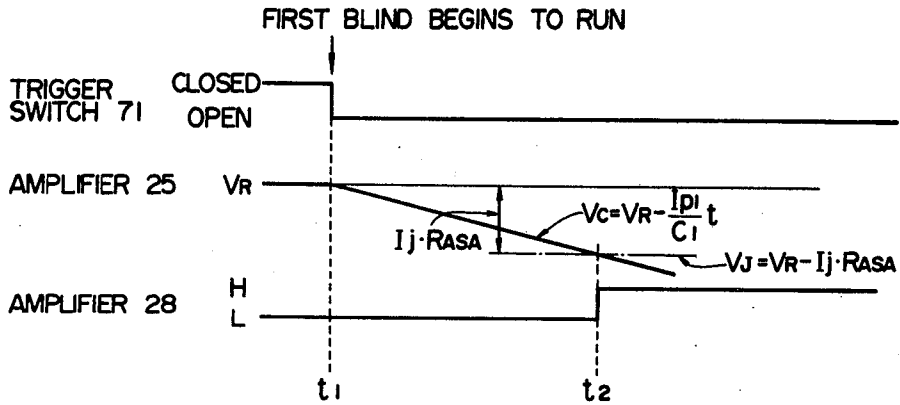 FIRST BLIND BEGINS TO RUN
TRIGGER SWITCH 71
CLOSED
OPEN
AMPLIFIER 25
VR
Ij·RASA
VC=VR-Ip1/C1 t
VJ=VR-Ij·RASA
AMPLIFIER 28
H
L
t1
t2